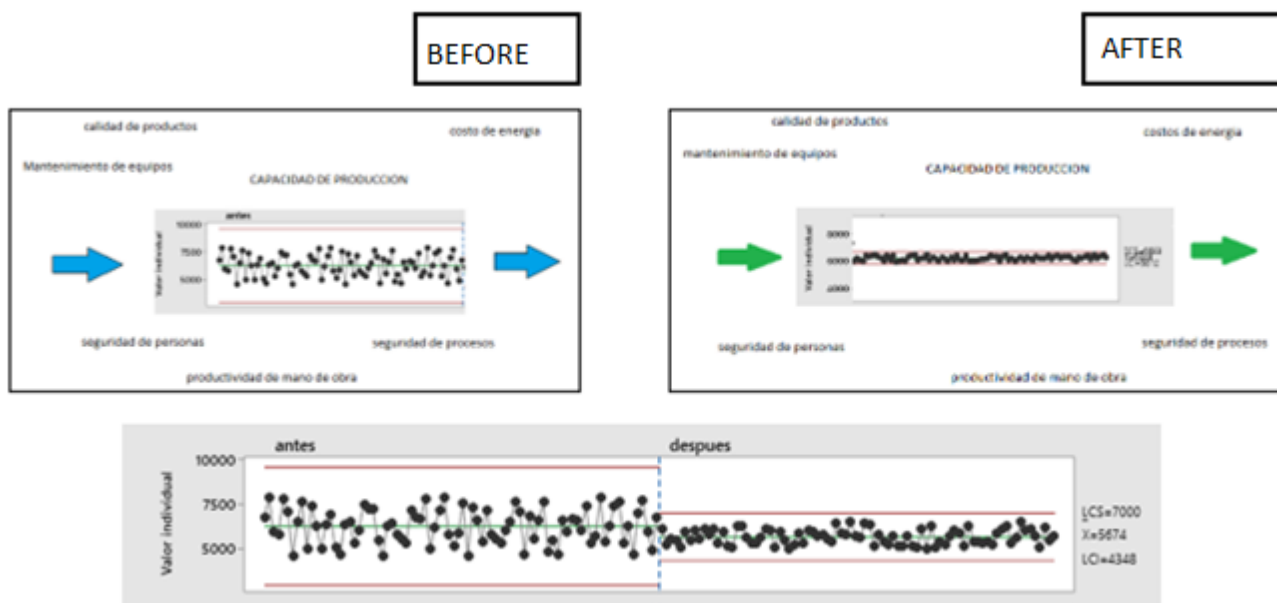 BEFORE
AFTER
calidad de productos
costo de energia
Mantenimiento de equipos
CAPACIDAD DE PRODUCCION
antes
10000
7500
5000
Valor individual
seguridad de personas
seguridad de procesos
productividad de mano de obra
calidad de productos
costos de energia
mantenimiento de equipos
CAPACIDAD DE PRODUCCION
8000
6000
4000
Valor individual
seguridad de personas
seguridad de procesos
productividad de mano de obra
antes
despues
10000
7500
5000
Valor individual
LCS=7000
X=5674
LCI=4348